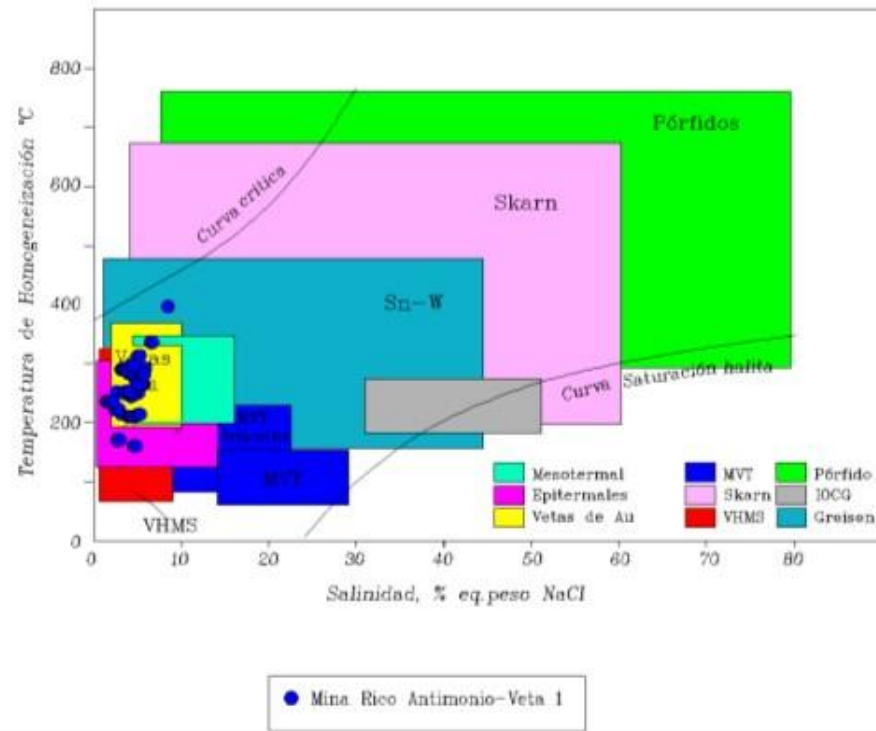 Temperatura de Homogeneización °C
800
600
400
200
0
Pórfidos
Curva crítica
Skarn
Sn-W
Curva Saturación halita
MVT
MVT
VHMS
Mesotermal
Epitermales
Vetas de Au
MVT
Skarn
VHMS
Pórfido
IOCG
Greisen
0 10 20 30 40 50 60 70 80
Salinidad, % eq.peso NaCl
Mina Rico Antimonio-Veta 1